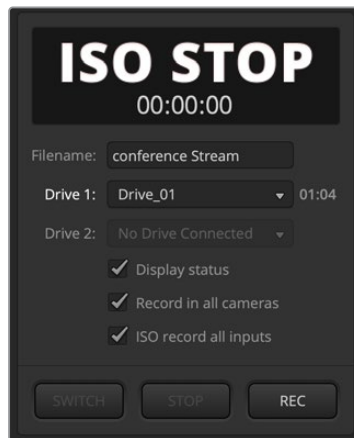 ISO STOP
00:00:00
Filename: conference Stream
Drive 1: Drive_01 01:04
Drive 2: No Drive Connected
Display status
Record in all cameras
ISO record all inputs
SWITCH STOP REC